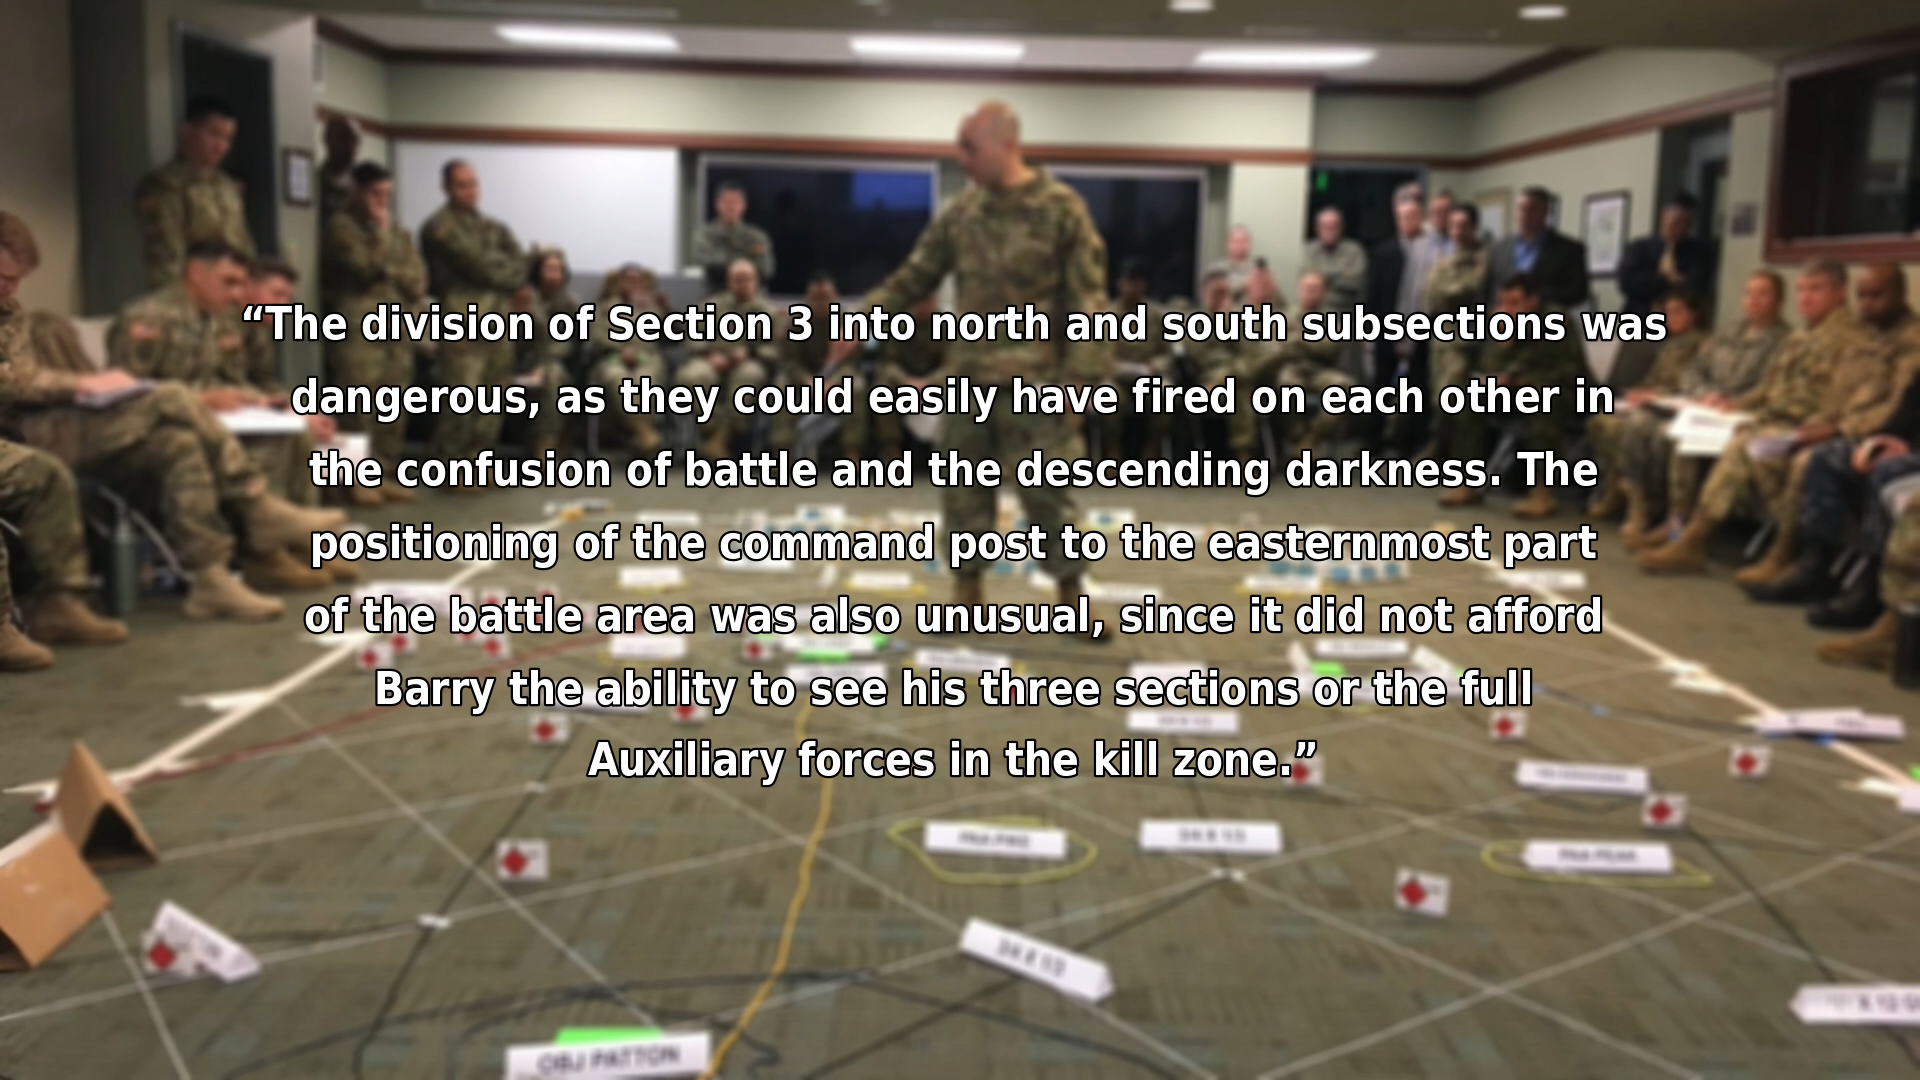 “The division of Section 3 into north and south subsections was
dangerous, as they could easily have fired on each other in
the confusion of battle and the descending darkness. The
positioning of the command post to the easternmost part
of the battle area was also unusual, since it did not afford
Barry the ability to see his three sections or the full
Auxiliary forces in the kill zone.”
OBJ PATTON